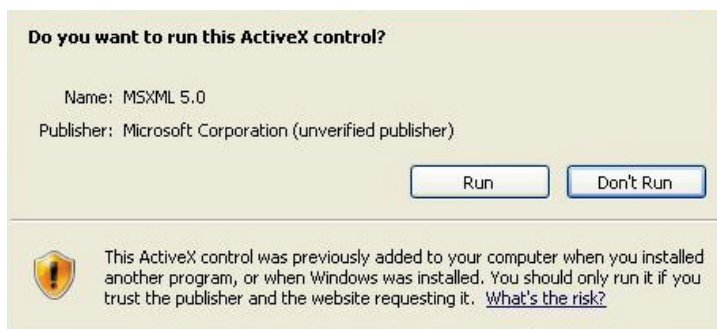 Do you want to run this ActiveX control?
Name: MSXML 5.0
Publisher: Microsoft Corporation (unverified publisher)
Run Don't Run
This ActiveX control was previously added to your computer when you installed
another program, or when Windows was installed. You should only run it if you
trust the publisher and the website requesting it. What's the risk?